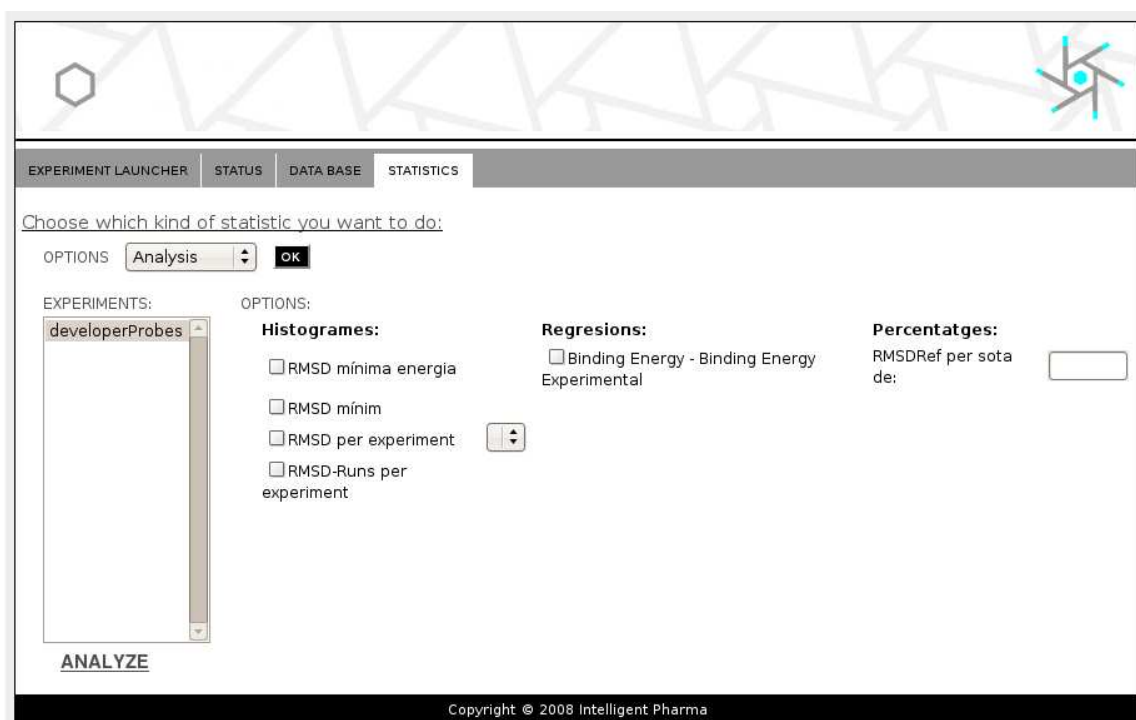 EXPERIMENT LAUNCHER STATUS DATA BASE STATISTICS
Choose which kind of statistic you want to do:
OPTIONS Analysis OK
EXPERIMENTS: OPTIONS:
developerProbes Histogrames: Regresions: Percentatges:
RMSD mínima energia Binding Energy - Binding Energy RMSDRef per sota
Experimental de:
RMSD mínim
RMSD per experiment
RMSD-Runs per
experiment
ANALYZE
Copyright © 2008 Intelligent Pharma